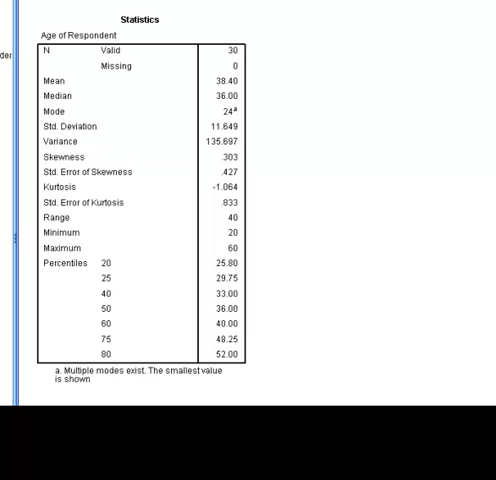 Statistics
Age of Respondent
der
N Valid 30
Missing 0
Mean 38.40
Median 36.00
Mode 24a
Std. Deviation 11.649
Variance 135.697
Skewness .303
Std. Error of Skewness .427
Kurtosis -1.064
Std. Error of Kurtosis .833
Range 40
Minimum 20
Maximum 60
Percentiles 20 25.80
25 29.75
40 33.00
50 36.00
60 40.00
75 48.25
80 52.00
a. Multiple modes exist. The smallest value
is shown